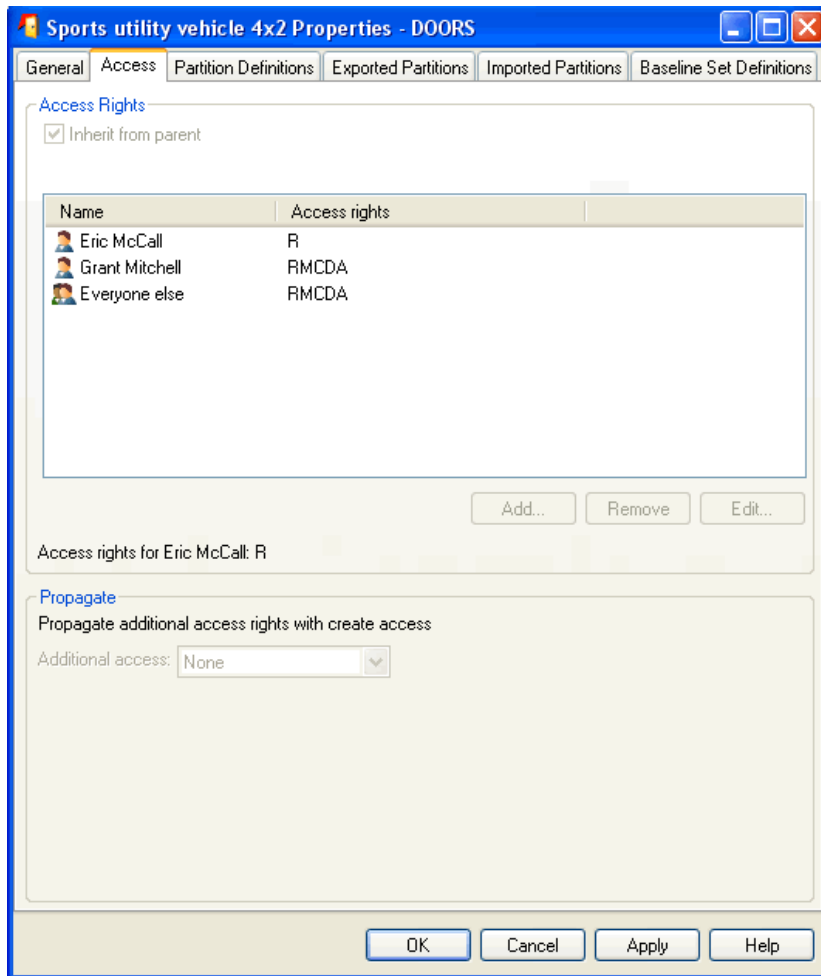 Sports utility vehicle 4x2 Properties - DOORS
General Access Partition Definitions Exported Partitions Imported Partitions Baseline Set Definitions
Access Rights
Inherit from parent
Name Access rights
Eric McCall R
Grant Mitchell RMCDA
Everyone else RMCDA
Add... Remove Edit...
Access rights for Eric McCall: R
Propagate
Propagate additional access rights with create access
Additional access: None
OK Cancel Apply Help